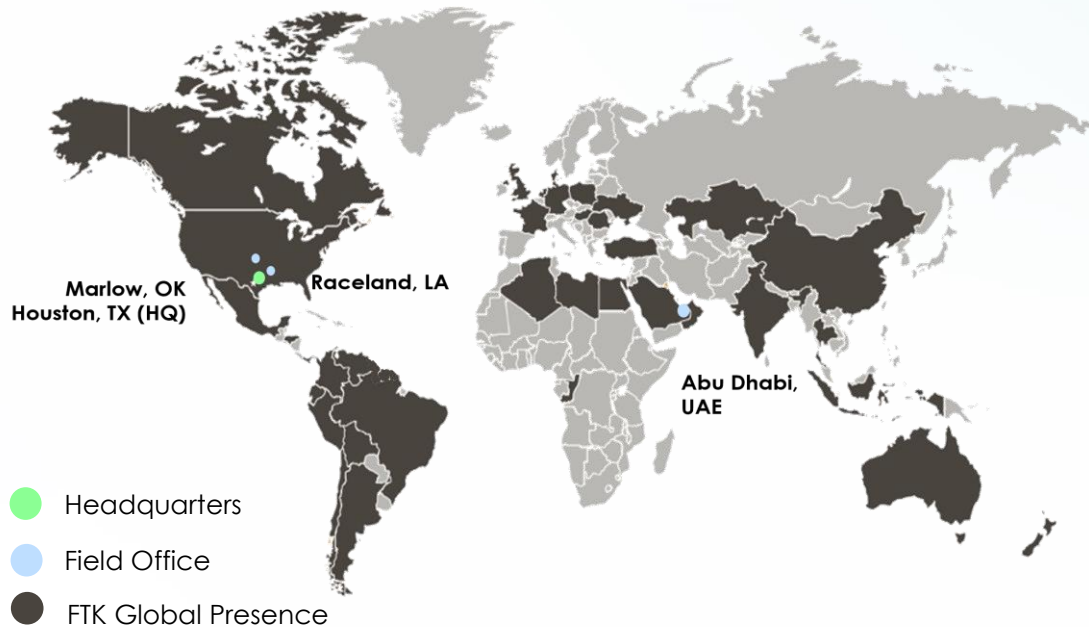 Marlow, OK
Houston, TX (HQ)
Raceland, LA
Abu Dhabi,
UAE
Headquarters
Field Office
FTK Global Presence